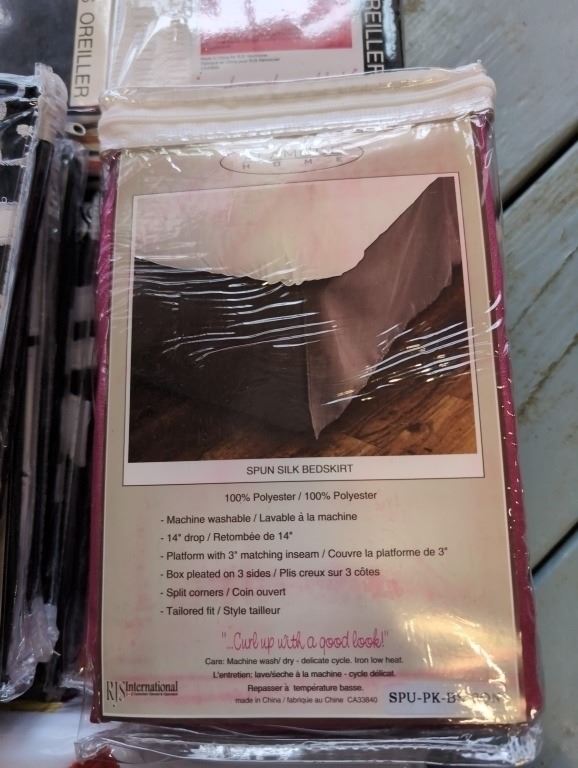 OREILLER
OREILLER
HOME
SPUN SILK BEDSKIRT
100% Polyester / 100% Polyester
- Machine washable / Lavable à la machine
- 14" drop / Retombée de 14"
- Platform with 3" matching inseam / Couvre la platforme de 3"
- Box pleated on 3 sides / Plis creux sur 3 côtes
- Split corners / Coin ouvert
- Tailored fit / Style tailleur
"...Curl up with a good look!"
Care: Machine wash/ dry - delicate cycle. Iron low heat.
L'entretien: lave/seche à la machine - cycle délicat.
Repasser à température basse.
made in China / fabrique au Chine CA33840
RJS International
SPU-PK-